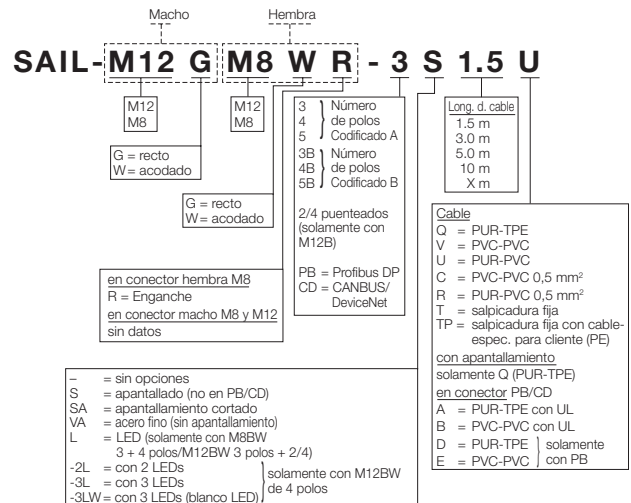 Macho Hembra
SAIL-M12 G M8 W R - 3 S 1.5 U
M12
M8
M12
M8
G = recto
W = acodado
G = recto
W = acodado
en conector hembra M8
R = Enganche
en conector macho M8 y M12
sin datos
3 Número
4 de polos
5 Codificado A
3B Número
4B de polos
5B Codificado B
2/4 puenteados
(solamente con
M12B)
PB = Profibus DP
CD = CANBUS/
DeviceNet
Long. d. cable
1.5 m
3.0 m
5.0 m
10 m
X m
Cable
Q = PUR-TPE
V = PVC-PVC
U = PUR-PVC
C = PVC-PVC 0,5 mm²
R = PUR-PVC 0,5 mm²
T = salpicadura fija
TP = salpicadura fija con cable-
espec. para cliente (PE)
con apantallamiento
solamente Q (PUR-TPE)
en conector PB/CD
A = PUR-TPE con UL
B = PVC-PVC con UL
D = PUR-TPE solamente
E = PVC-PVC con PB
– = sin opciones
S = apantallado (no en PB/CD)
SA = apantallamiento cortado
VA = acero fino (sin apantallamiento)
L = LED (solamente con M8BW
3 + 4 polos/M12BW 3 polos + 2/4)
-2L = con 2 LEDs
-3L = con 3 LEDs
-3LW = con 3 LEDs (blanco LED)
solamente con M12BW
de 4 polos